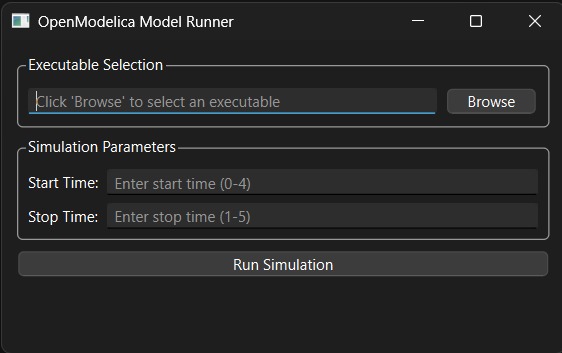 OpenModelica Model Runner
Executable Selection
Click 'Browse' to select an executable
Browse
Simulation Parameters
Start Time:
Enter start time (0-4)
Stop Time:
Enter stop time (1-5)
Run Simulation